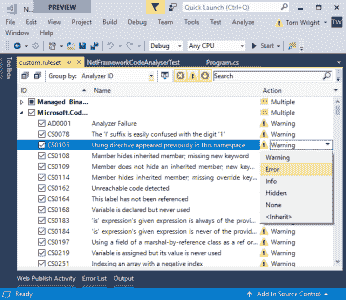 PREVIEW
Quick Launch (Ctrl+Q)
File Edit View Project Build Debug Team Tools Test Analyze
Tom Wright TW
Window Help
Debug Any CPU Start
custom.ruleset NetFrameworkCodeAnalyserTest Program.cs
Toolbox
Group by: Analyzer ID Search
ID Name Action
Managed Bina... Multiple
Microsoft.Cod... Multiple
AD0001 Analyzer Failure Warning
CS0078 The 'l' suffix is easily confused with the digit '1' Warning
CS0105 Using directive appeared previously in this namespace Warning
CS0108 Member hides inherited member; missing new keyword
CS0109 Member does not hide an inherited member; new key
CS0114 Member hides inherited member; missing override key
CS0162 Unreachable code detected
CS0164 This label has not been referenced
CS0168 Variable is declared but never used
CS0183 'is' expression's given expression is always of the provi
CS0184 'is' expression's given expression is never of the provid
CS0197 Using a field of a marshal-by-reference class as a ref or Warning
CS0219 Variable is assigned but its value is never used Warning
CS0251 Indexing an array with a negative index Warning
Warning
Error
Info
Hidden
None
<Inherit>
Web Publish Activity Error List Output
Ready Add to Source Control